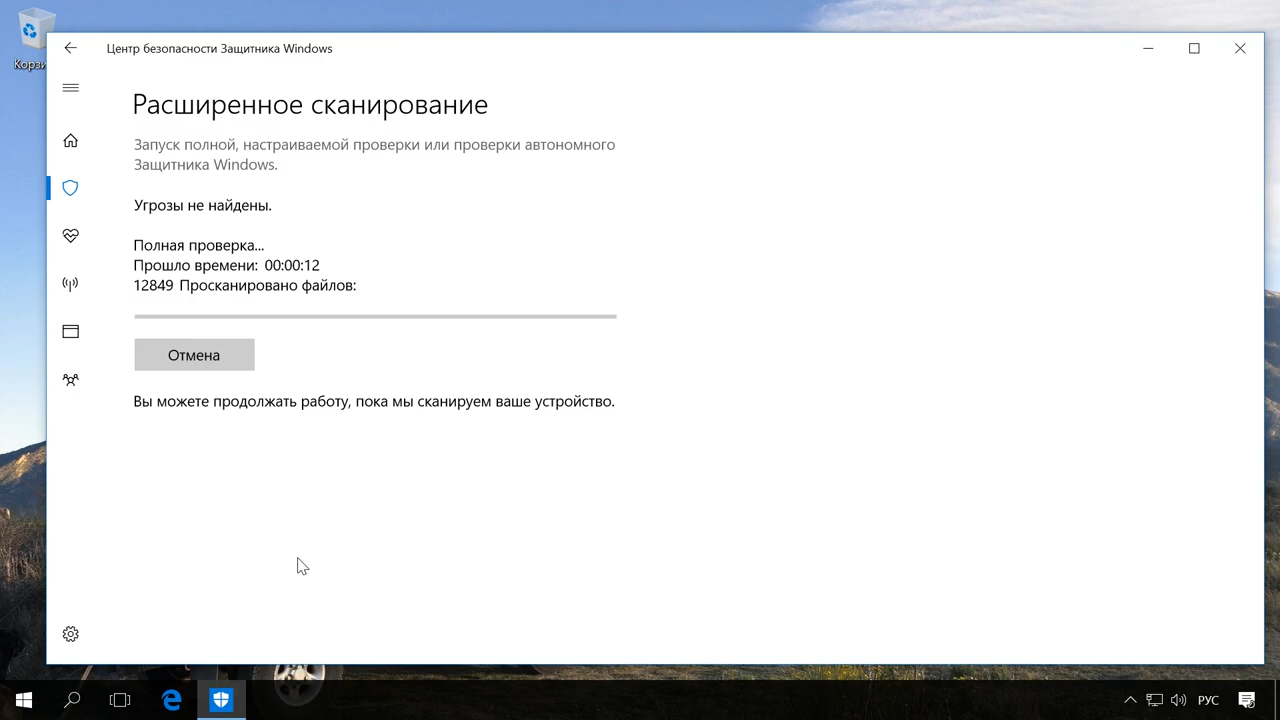 Корзи
Центр безопасности Защитника Windows
Расширенное сканирование
Запуск полной, настраиваемой проверки или проверки автономного
Защитника Windows.
Угрозы не найдены.
Полная проверка...
Прошло времени: 00:00:12
12849 Просканировано файлов:
Отмена
Вы можете продолжать работу, пока мы сканируем ваше устройство.
РУС